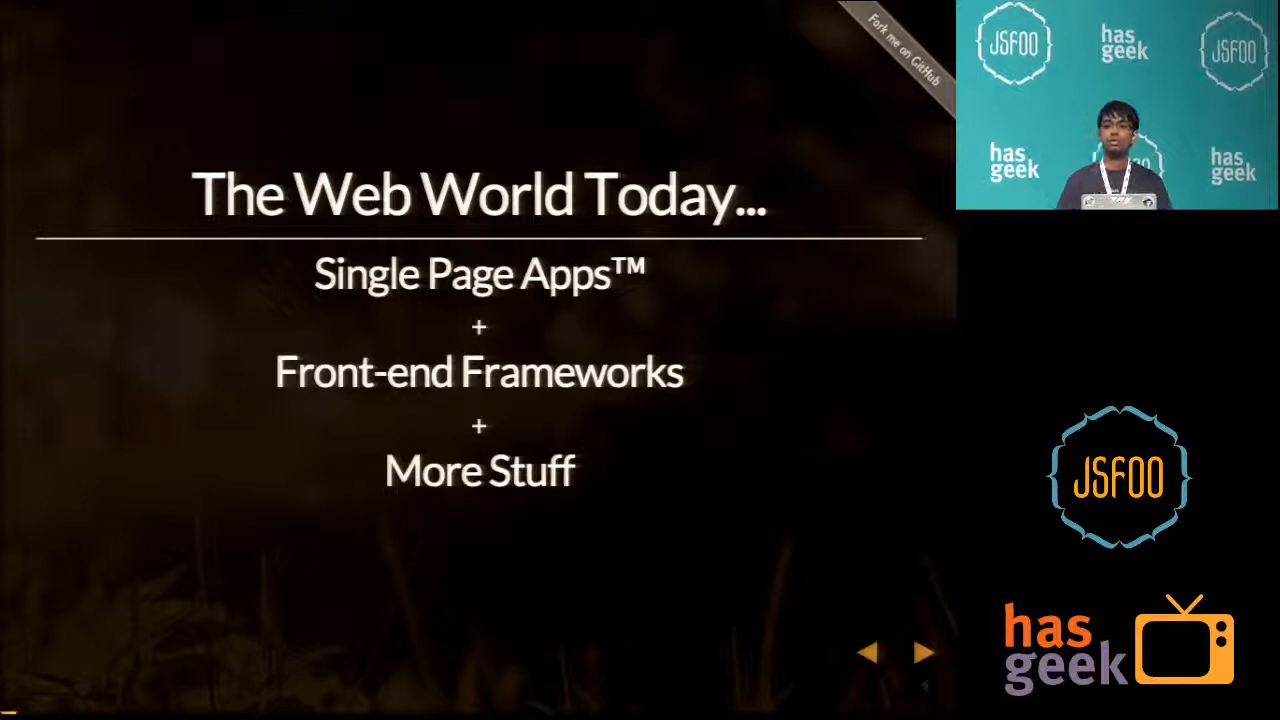 The Web World Today...
Single Page Apps™
+
Front-end Frameworks
+
More Stuff
Fork me on GitHub
JSFOO
has
geek
JSFOO
has
geek
has
geek
JSFOO
has
geek